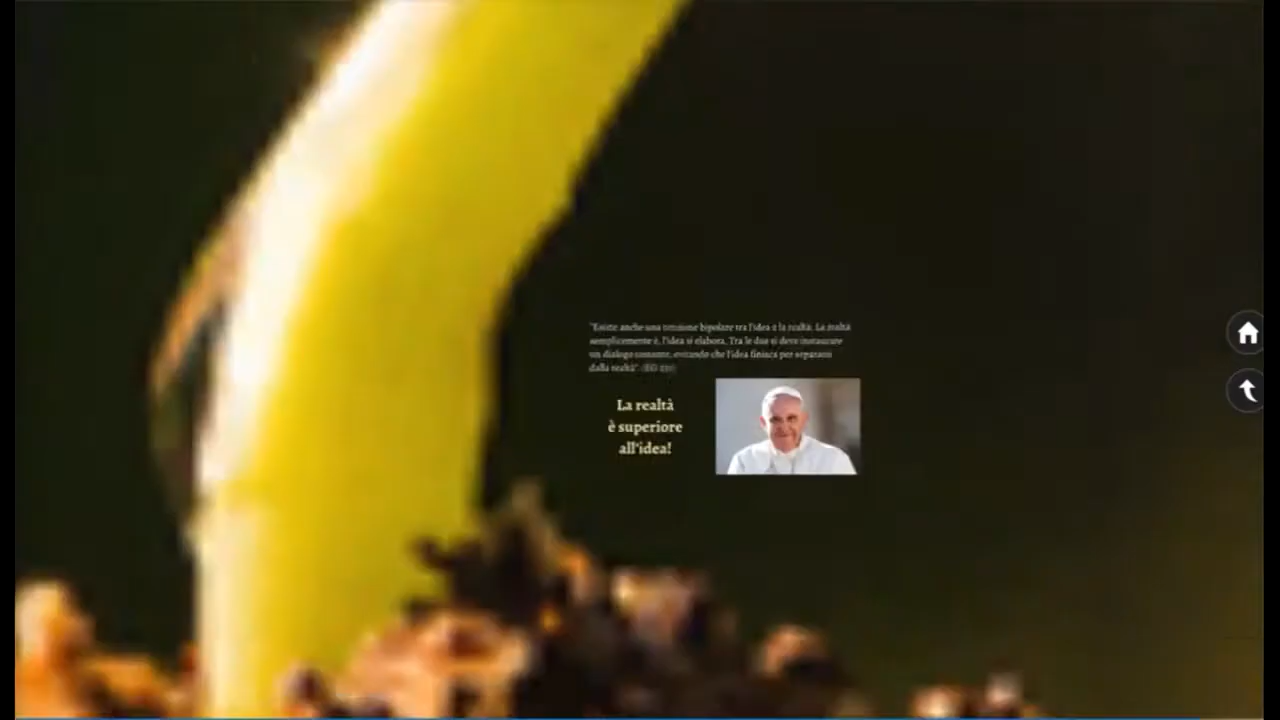 "Esiste anche una tensione bipolare tra l'idea e la realtà. La realtà
semplicemente è, l'idea si elabora. Tra le due si deve instaurare
un dialogo costante, evitando che l'idea finisca per separarsi
dalla realtà". (EG 231)
La realtà
è superiore
all'idea!